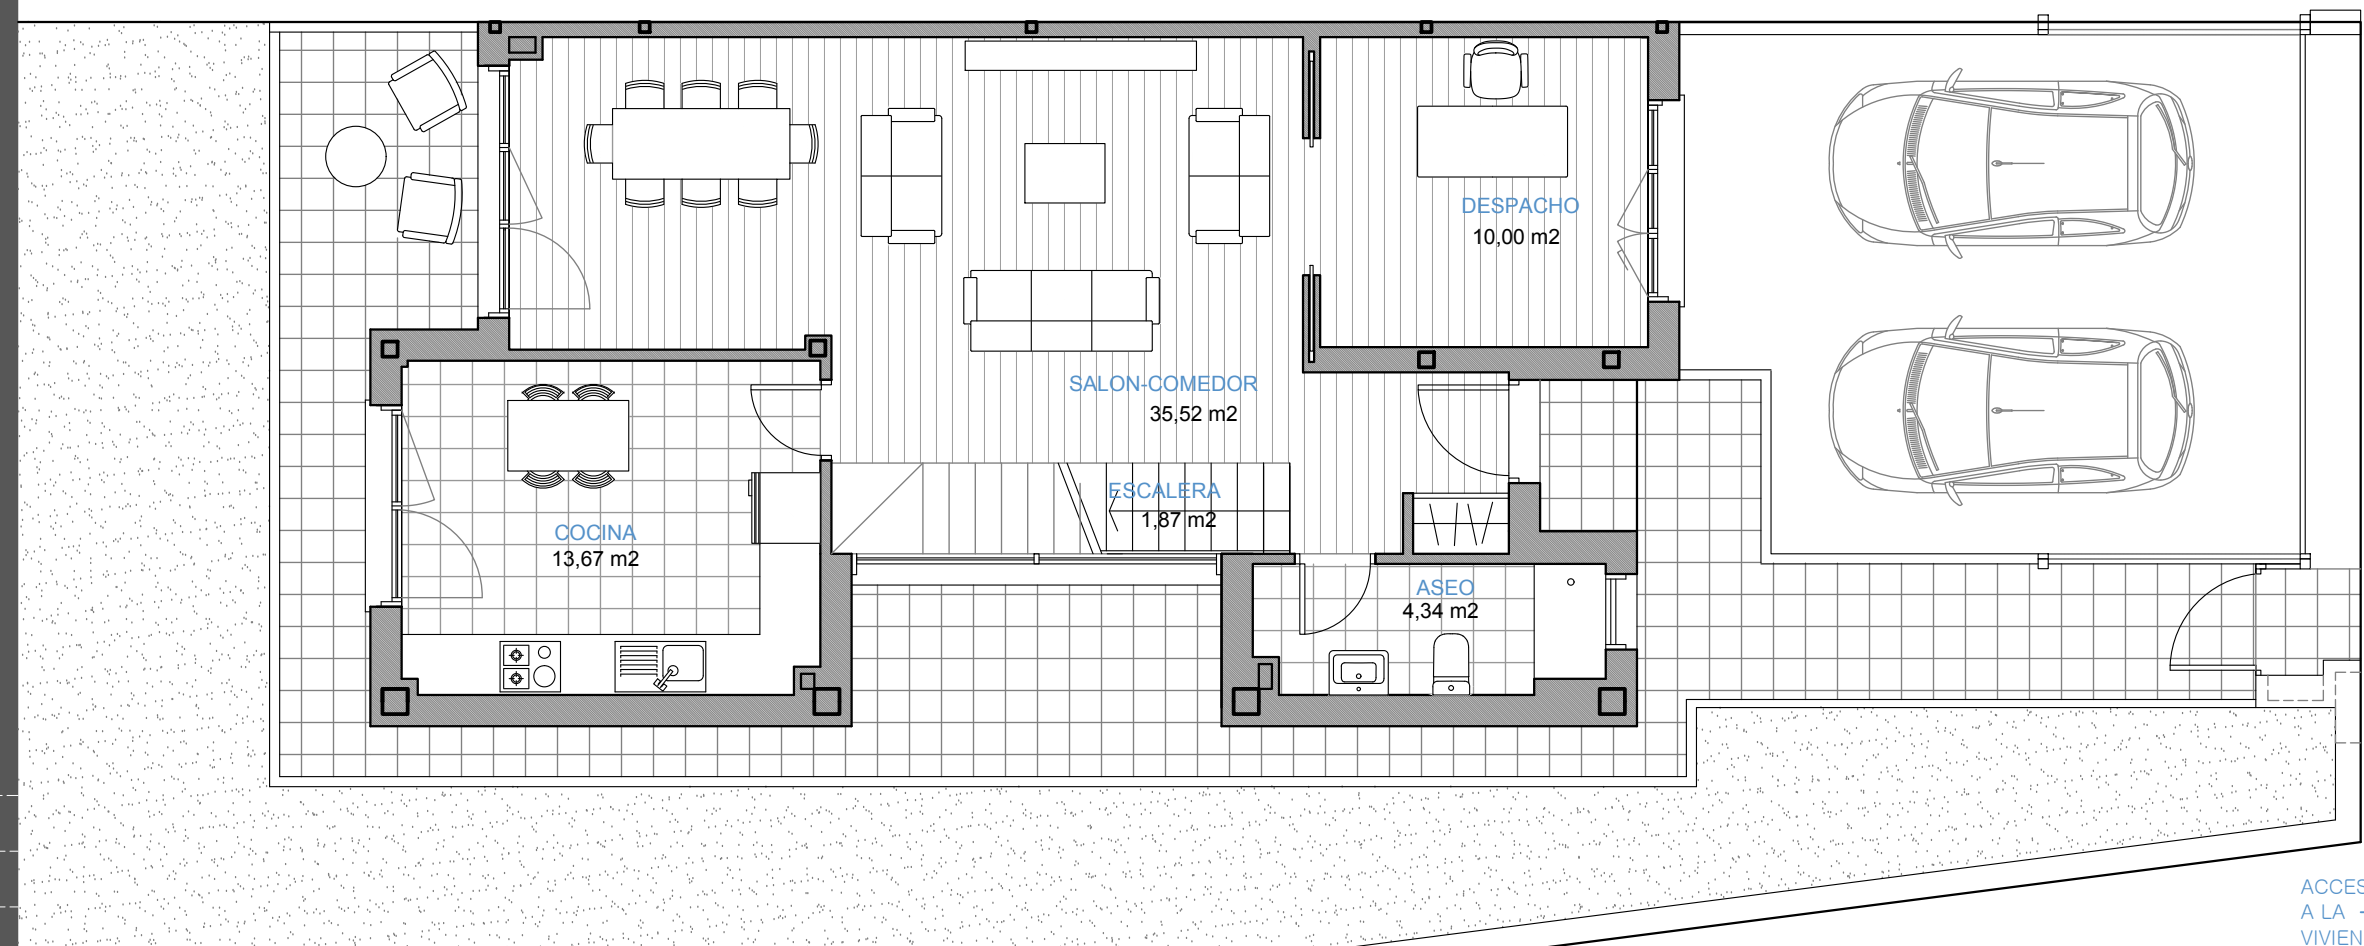 DESPACHO
10,00 m2
SALON-COMEDOR
35,52 m2
ESCALERA
1,87 m2
COCINA
13,67 m2
ASEO
4,34 m2
ACCES
A LA -
VIVIEN